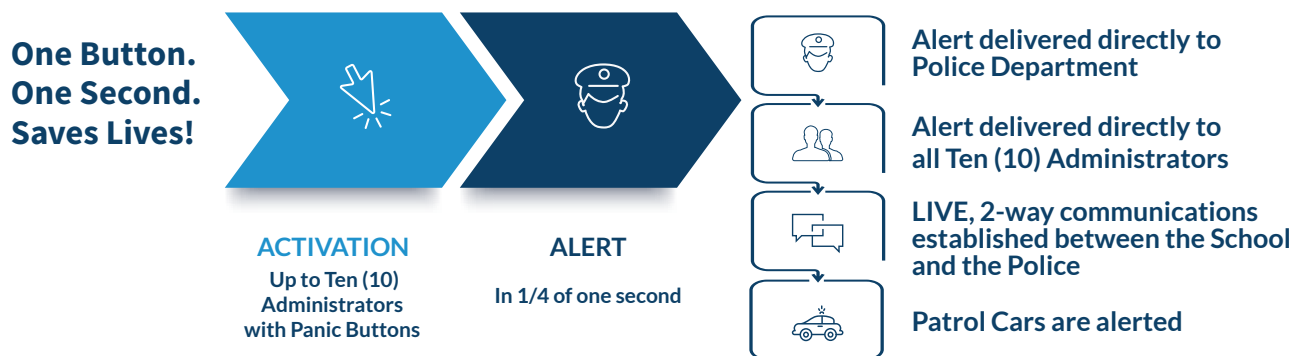 One Button.
One Second.
Saves Lives!
ACTIVATION
Up to Ten (10)
Administrators
with Panic Buttons
ALERT
In 1/4 of one second
Alert delivered directly to
Police Department
Alert delivered directly to
all Ten (10) Administrators
LIVE, 2-way communications
established between the School
and the Police
Patrol Cars are alerted